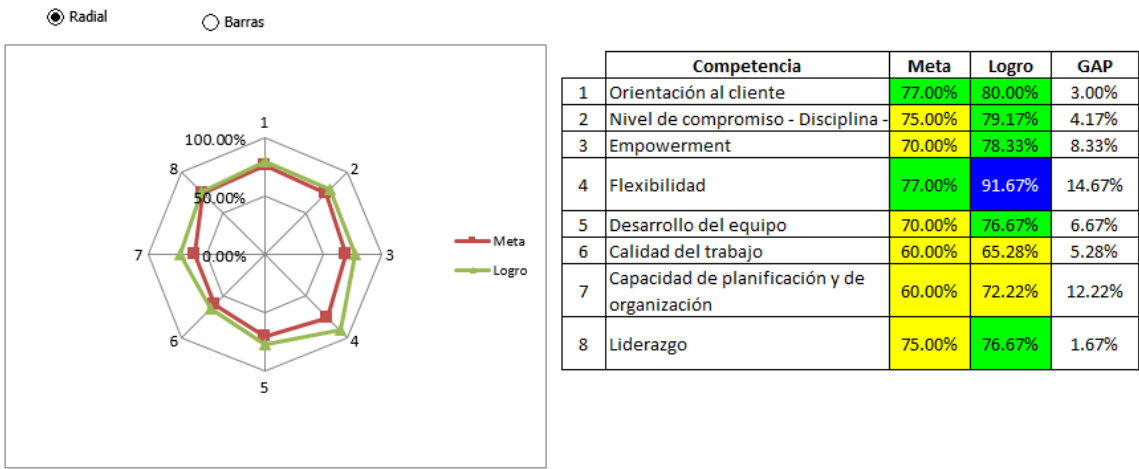 Radial
Barras
100.00%
50.00%
0.00%
1
2
3
4
5
6
7
8
Meta
Logro
Competencia Meta Logro GAP
1 Orientación al cliente 77.00% 80.00% 3.00%
2 Nivel de compromiso - Disciplina - 75.00% 79.17% 4.17%
3 Empowerment 70.00% 78.33% 8.33%
4 Flexibilidad 77.00% 91.67% 14.67%
5 Desarrollo del equipo 70.00% 76.67% 6.67%
6 Calidad del trabajo 60.00% 65.28% 5.28%
7 Capacidad de planificación y de
organización 60.00% 72.22% 12.22%
8 Liderazgo 75.00% 76.67% 1.67%